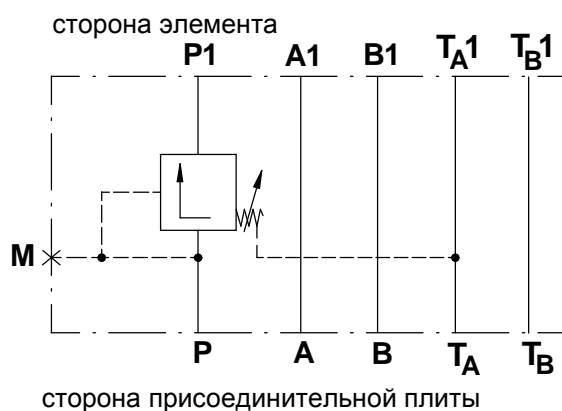 сторона элемента
P1 A1 B1 TA1 TB1
M
P A B TA TB
сторона присоединительной плиты